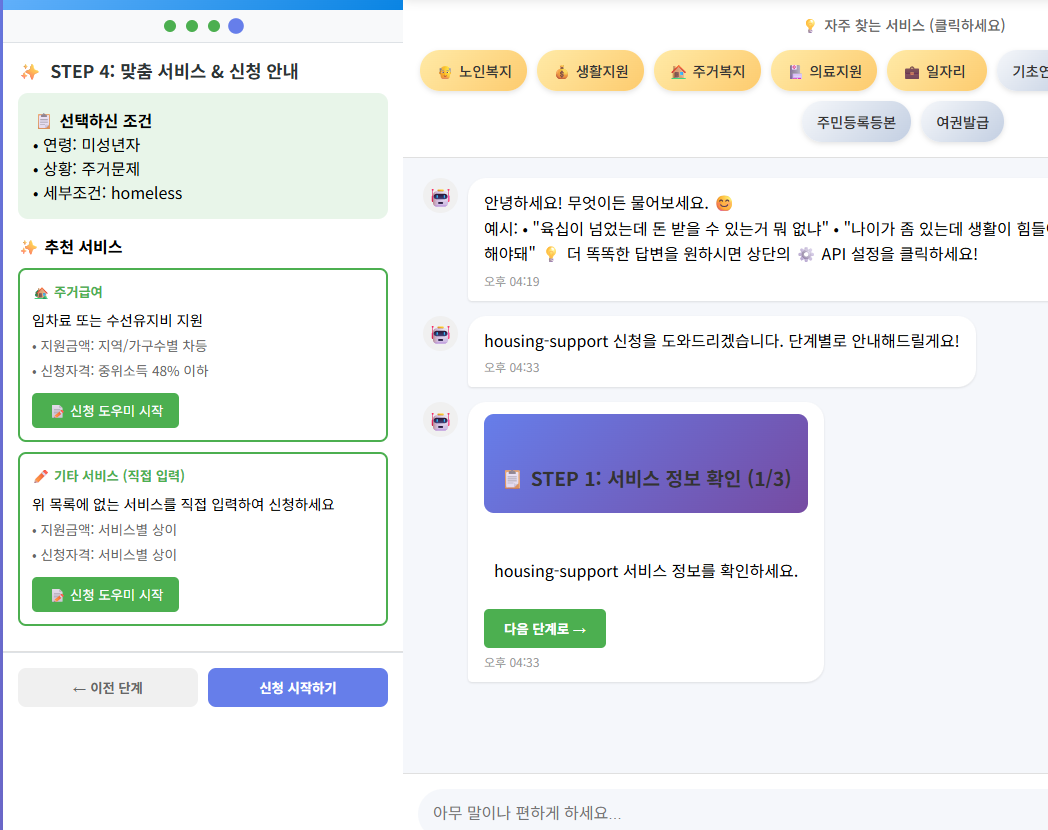 STEP 4: 맞춤 서비스 & 신청 안내
선택하신 조건
• 연령: 미성년자
• 상황: 주거문제
• 세부조건: homeless
추천 서비스
주거급여
임차료 또는 수선유지비 지원
• 지원금액: 지역/가구수별 차등
• 신청자격: 중위소득 48% 이하
신청 도우미 시작
기타 서비스 (직접 입력)
위 목록에 없는 서비스를 직접 입력하여 신청하세요
• 지원금액: 서비스별 상이
• 신청자격: 서비스별 상이
신청 도우미 시작
← 이전 단계
신청 시작하기
자주 찾는 서비스 (클릭하세요)
노인복지
생활지원
주거복지
의료지원
일자리
기초연
주민등록등본
여권발급
안녕하세요! 무엇이든 물어보세요. 😊
예시: • "육십이 넘었는데 돈 받을 수 있는거 뭐 없냐" • "나이가 좀 있는데 생활이 힘들
해야돼" 💡 더 똑똑한 답변을 원하시면 상단의 ⚙️ API 설정을 클릭하세요!
오후 04:19
housing-support 신청을 도와드리겠습니다. 단계별로 안내해드릴게요!
오후 04:33
STEP 1: 서비스 정보 확인 (1/3)
housing-support 서비스 정보를 확인하세요.
다음 단계로 →
오후 04:33
아무 말이나 편하게 하세요...